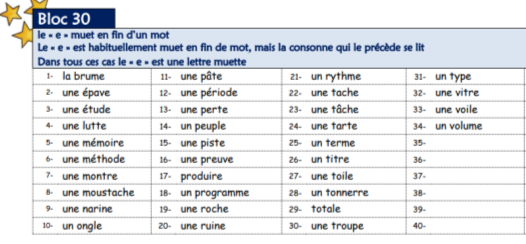 Bloc 30
le « e » muet en fin d'un mot
Le « e » est habituellement muet en fin de mot, mais la consonne qui le précède se lit
Dans tous ces cas le « e » est une lettre muette
1- la brume 11- une pâte 21- un rythme 31- un type
2- une épave 12- une période 22- une tache 32- une vitre
3- une étude 13- une perte 23- une tâche 33- une voile
4- une lutte 14- un peuple 24- une tarte 34- un volume
5- une mémoire 15- une piste 25- un terme 35-
6- une méthode 16- une preuve 26- un titre 36-
7- une montre 17- produire 27- une toile 37-
8- une moustache 18- un programme 28- un tonnerre 38-
9- une narine 19- une roche 29- totale 39-
10- un ongle 20- une ruine 30- une troupe 40-